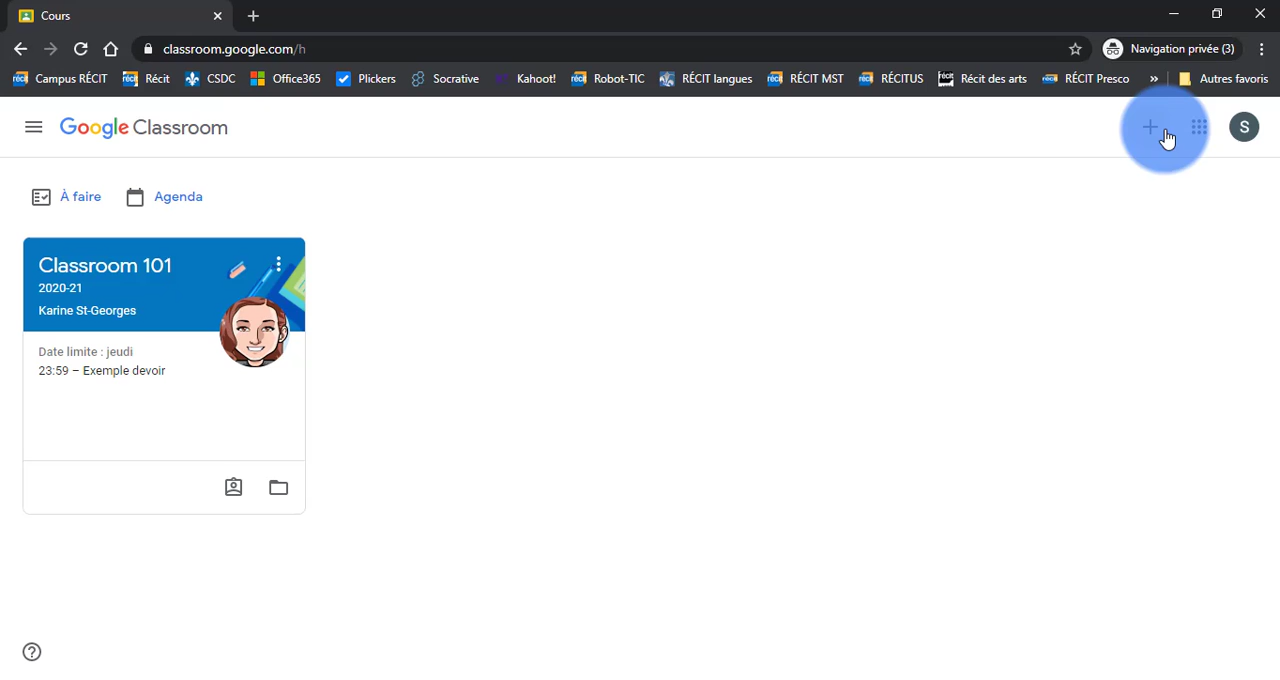 Cours
classroom.google.com/h
Navigation privée (3)
Campus RÉCIT Récit CSDC Office365 Plickers Socrative Kahoot! Robot-TIC RÉCIT langues RÉCIT MST RÉCITUS Récit des arts RÉCIT Presco » Autres favoris
Google Classroom
S
À faire Agenda
Classroom 101
2020-21
Karine St-Georges
Date limite : jeudi
23:59 – Exemple devoir